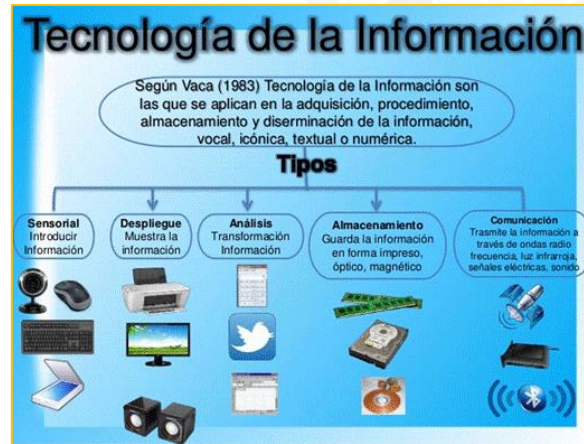 Tecnología de la Información
Según Vaca (1983) Tecnología de la Información son
las que se aplican en la adquisición, procedimiento,
almacenamiento y diserminación de la información,
vocal, icónica, textual o numérica.
Tipos
Sensorial
Introducir
Información
Despliegue
Muestra la
información
Análisis
Transformación
Información
Almacenamiento
Guarda la información
en forma impreso,
óptico, magnético
Comunicación
Trasmite la información a
través de ondas radio
frecuencia, luz infrarroja,
señales eléctricas, sonido